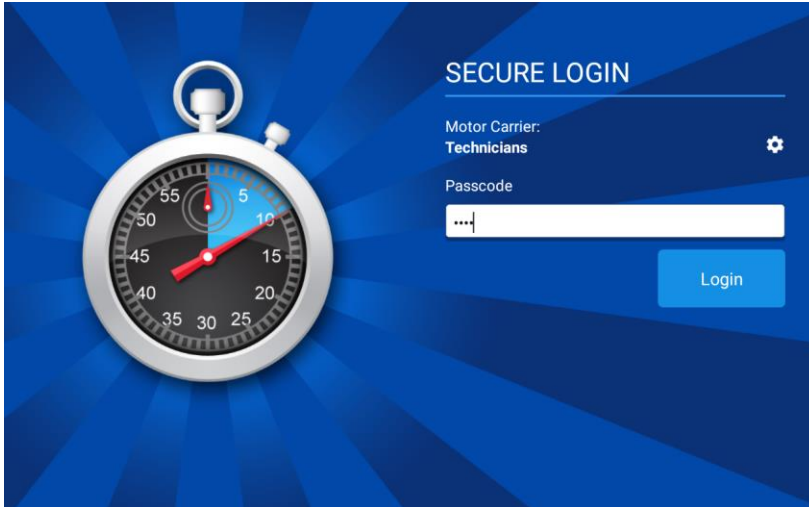 SECURE LOGIN
Motor Carrier:
Technicians
Passcode
••••
Login
55
5
50
10
45
15
40
20
35
30
25